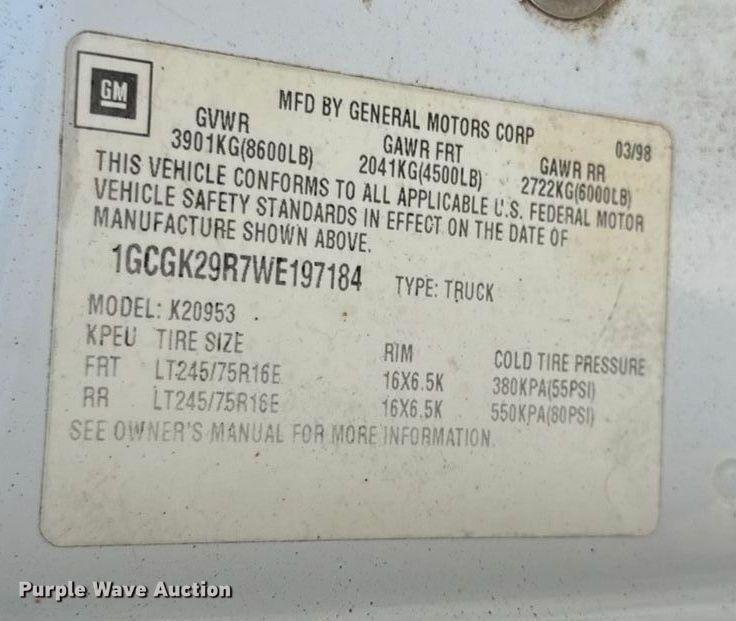 GM
MFD BY GENERAL MOTORS CORP
03/98
GVWR GAWR FRT GAWR RR
3901KG(8600LB) 2041KG(4500LB) 2722KG(6000LB)
THIS VEHICLE CONFORMS TO ALL APPLICABLE U.S. FEDERAL MOTOR
VEHICLE SAFETY STANDARDS IN EFFECT ON THE DATE OF
MANUFACTURE SHOWN ABOVE.
1GCGK29R7WE197184 TYPE: TRUCK
MODEL: K20953
KPEU TIRE SIZE RIM COLD TIRE PRESSURE
FRT LT245/75R16E 16X6.5K 380KPA(55PSI)
RR LT245/75R16E 16X6.5K 550KPA(80PSI)
SEE OWNER'S MANUAL FOR MORE INFORMATION.
Purple Wave Auction